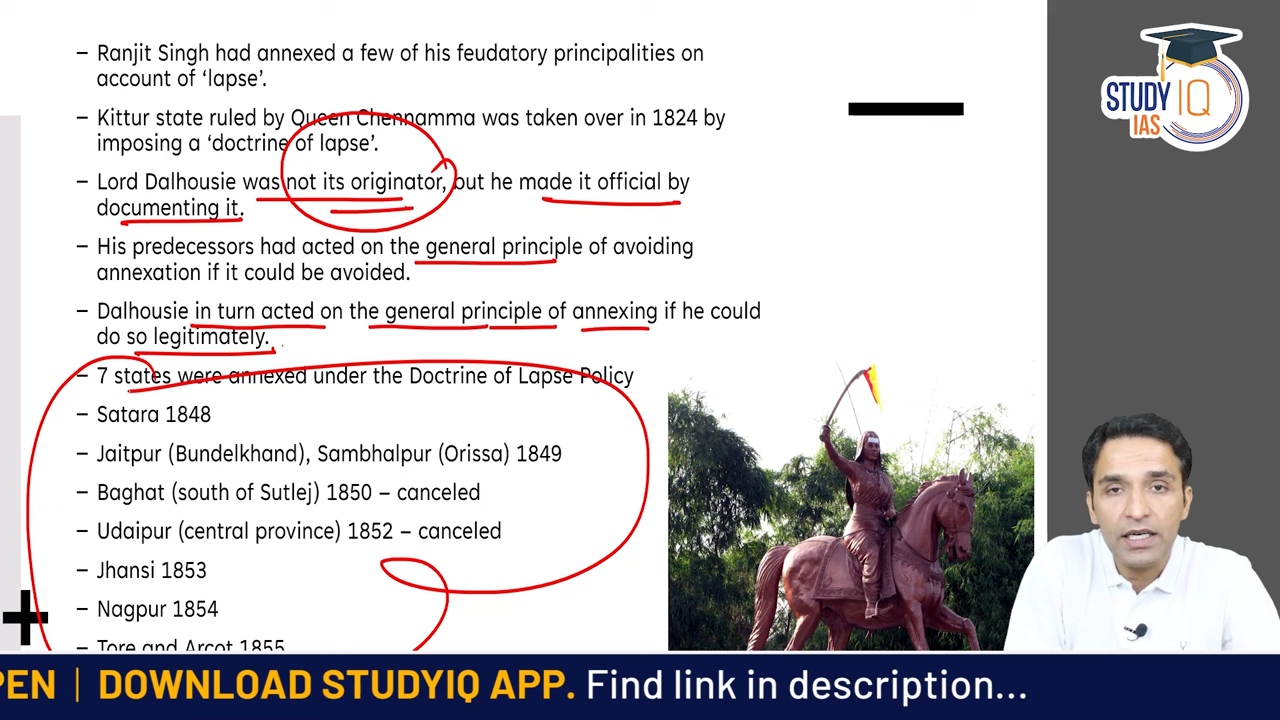 – Ranjit Singh had annexed a few of his feudatory principalities on
account of ‘lapse’.
– Kittur state ruled by Queen Chennamma was taken over in 1824 by
imposing a ‘doctrine of lapse’.
– Lord Dalhousie was not its originator, but he made it official by
documenting it.
– His predecessors had acted on the general principle of avoiding
annexation if it could be avoided.
– Dalhousie in turn acted on the general principle of annexing if he could
do so legitimately.
– 7 states were annexed under the Doctrine of Lapse Policy
– Satara 1848
– Jaitpur (Bundelkhand), Sambhalpur (Orissa) 1849
– Baghat (south of Sutlej) 1850 – canceled
– Udaipur (central province) 1852 – canceled
– Jhansi 1853
– Nagpur 1854
– Tore and Arcot 1855
STUDY IQ
IAS
PEN | DOWNLOAD STUDYIQ APP. Find link in description...